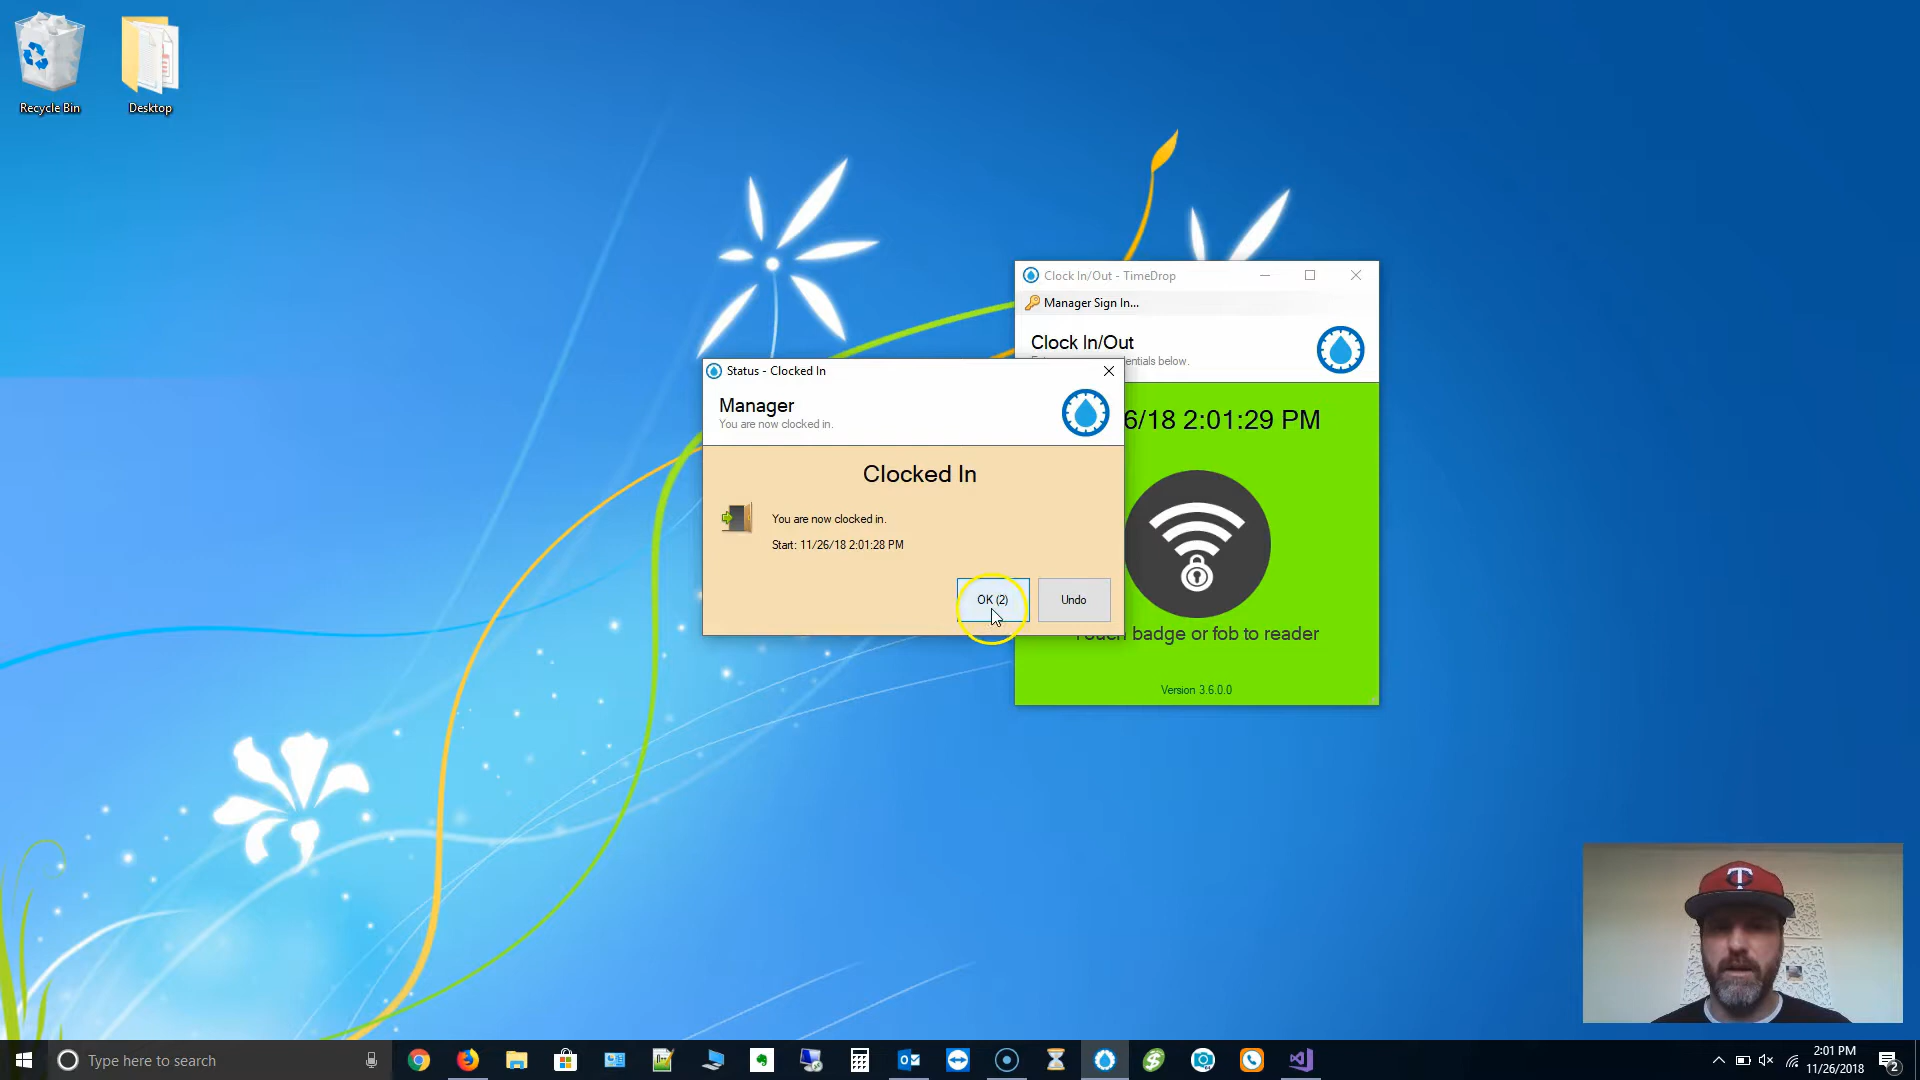 Recycle Bin
Desktop
Clock In/Out - TimeDrop
Manager Sign In...
Clock In/Out
entials below.
Status - Clocked In
Manager
You are now clocked in.
6/18 2:01:29 PM
Clocked In
You are now clocked in.
Start: 11/26/18 2:01:28 PM
OK (2)
Undo
Touch badge or fob to reader
Version 3.6.0.0
T
Type here to search
2:01 PM
11/26/2018
2